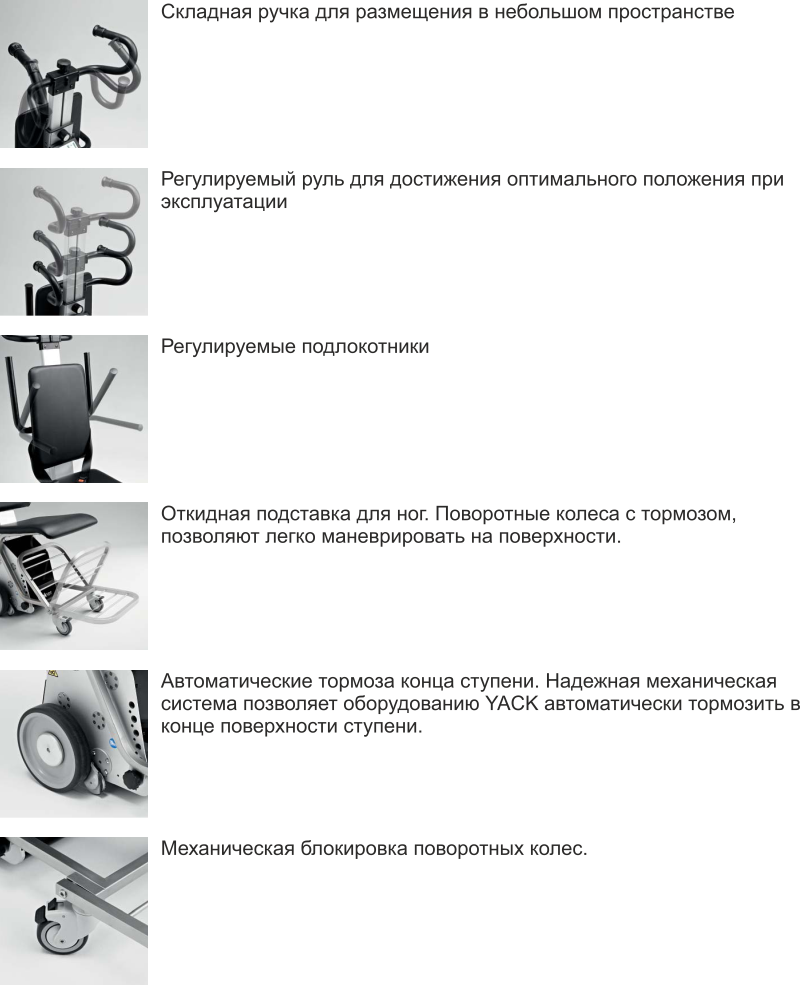 Складная ручка для размещения в небольшом пространстве
Регулируемый руль для достижения оптимального положения при
эксплуатации
Регулируемые подлокотники
Откидная подставка для ног. Поворотные колеса с тормозом,
позволяют легко маневрировать на поверхности.
Автоматические тормоза конца ступени. Надежная механическая
система позволяет оборудованию YACK автоматически тормозить в
конце поверхности ступени.
Механическая блокировка поворотных колес.